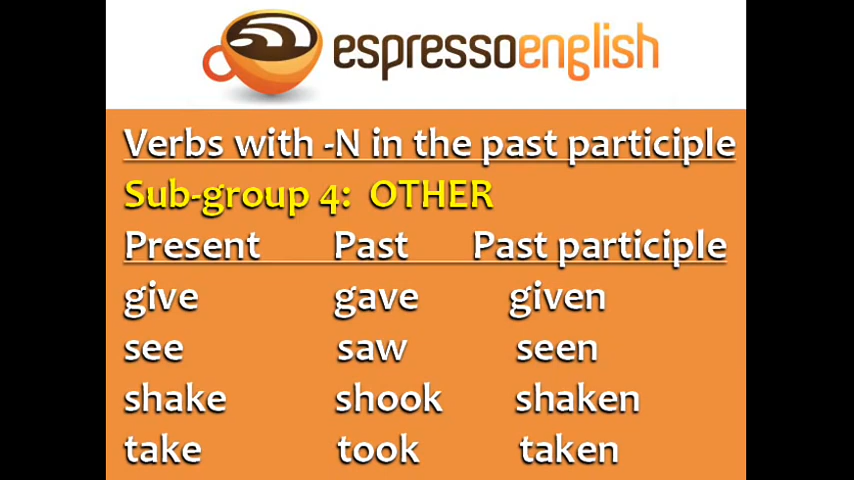 espressoenglish
Verbs with -N in the past participle
Sub-group 4: OTHER
Present Past Past participle
give gave given
see saw seen
shake shook shaken
take took taken